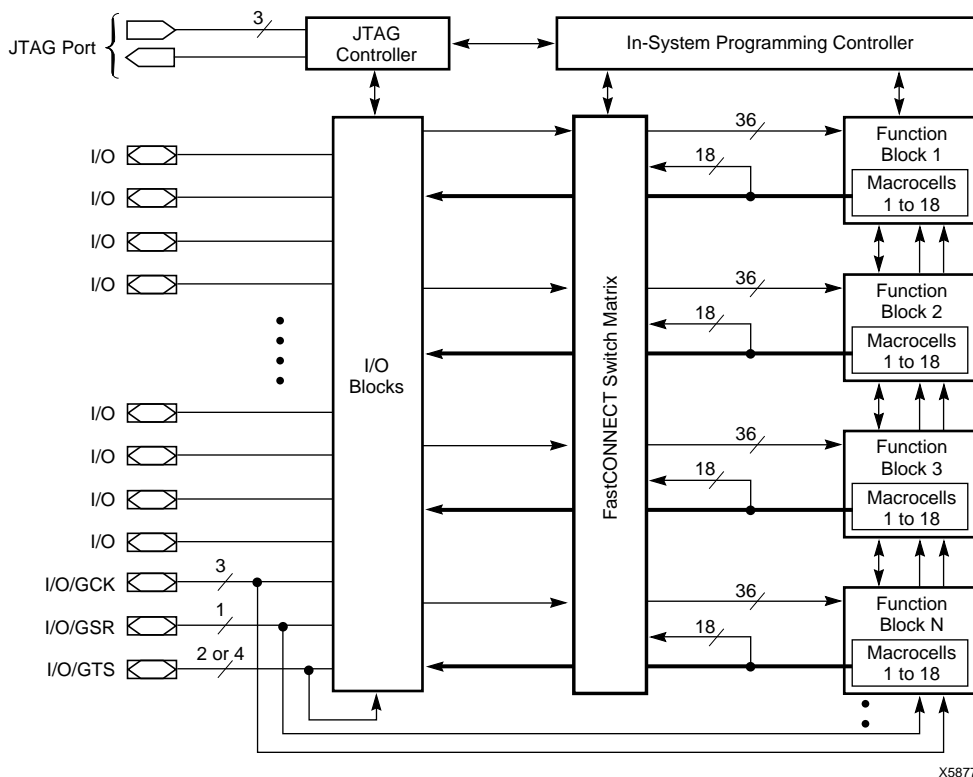 3
JTAG Port
JTAG
Controller
In-System Programming Controller
I/O
I/O
I/O
I/O
I/O
I/O
I/O
I/O
I/O/GCK
3
I/O/GSR
1
I/O/GTS
2 or 4
I/O
Blocks
FastCONNECT Switch Matrix
36
18
Function
Block 1
Macrocells
1 to 18
36
18
Function
Block 2
Macrocells
1 to 18
36
18
Function
Block 3
Macrocells
1 to 18
36
18
Function
Block N
Macrocells
1 to 18
X5877